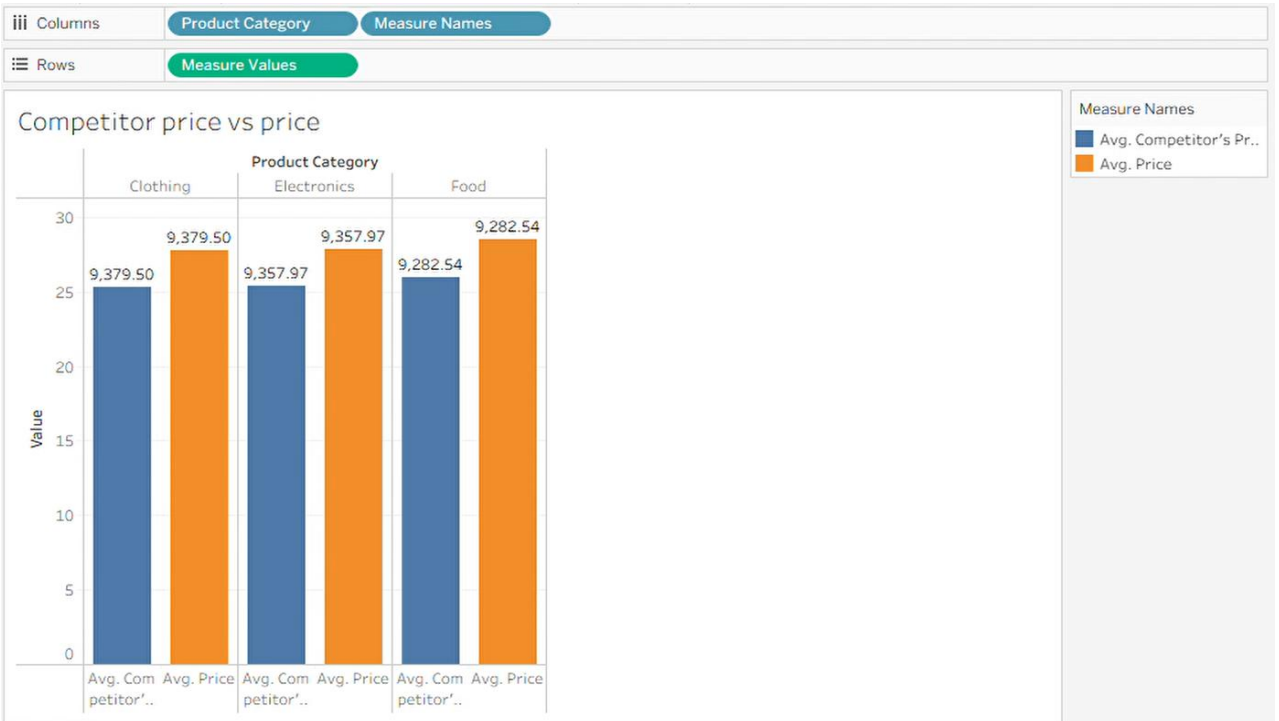 Columns Product Category Measure Names
Rows Measure Values
Competitor price vs price
Product Category
Clothing Electronics Food
30
25
20
15
10
5
0
Value
9,379.50 9,379.50 9,357.97 9,357.97 9,282.54 9,282.54
Avg. Com Avg. Price Avg. Com Avg. Price Avg. Com Avg. Price
petitor'.. petitor'.. petitor'..
Measure Names
Avg. Competitor's Pr..
Avg. Price